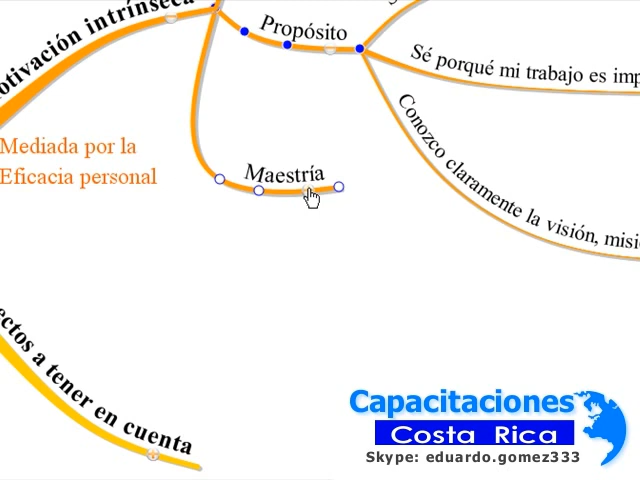 otivación intrínseca
Propósito
Sé porqué mi trabajo es imp
Conozco claramente la visión, misi
Mediada por la
Eficacia personal
Maestría
ectos a tener en cuenta
Capacitaciones
Costa Rica
Skype: eduardo.gomez333